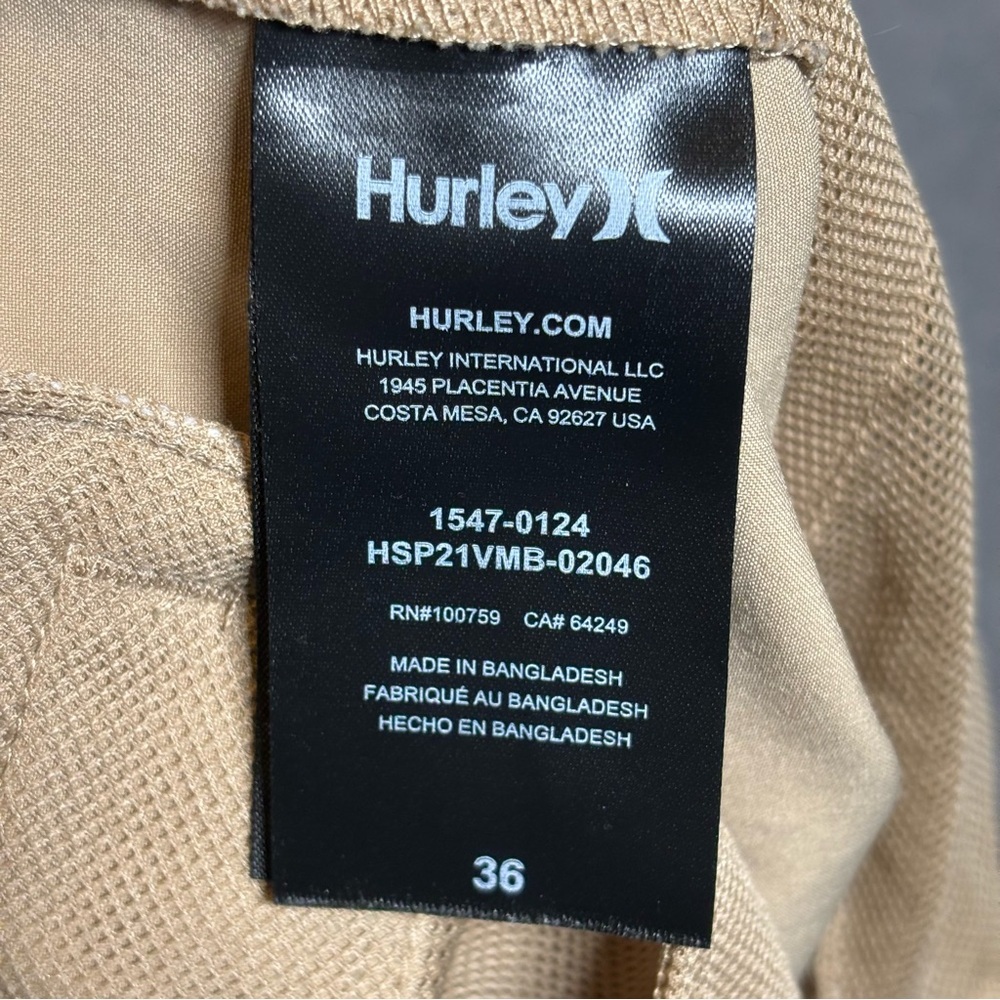 Hurley
HURLEY.COM
HURLEY INTERNATIONAL LLC
1945 PLACENTIA AVENUE
COSTA MESA, CA 92627 USA
1547-0124
HSP21VMB-02046
RN#100759 CA# 64249
MADE IN BANGLADESH
FABRIQUÉ AU BANGLADESH
HECHO EN BANGLADESH
36